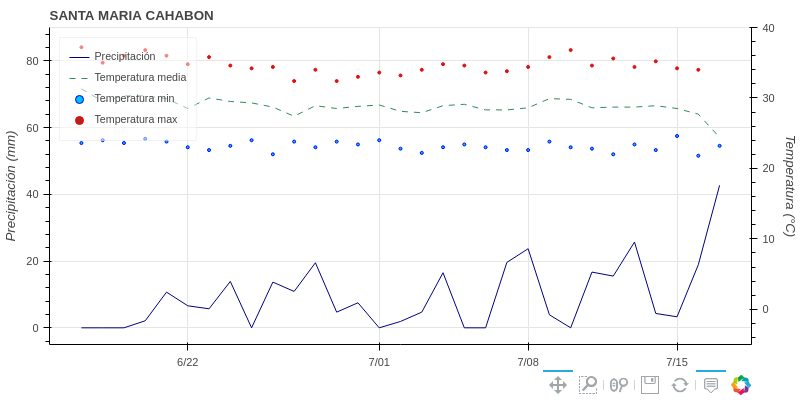 SANTA MARIA CAHABON
Precipitación
Temperatura media
Temperatura min
Temperatura max
Precipitación (mm)
80
60
40
20
0
40
30
20
10
0
Temperatura (°C)
6/22
7/01
7/08
7/15